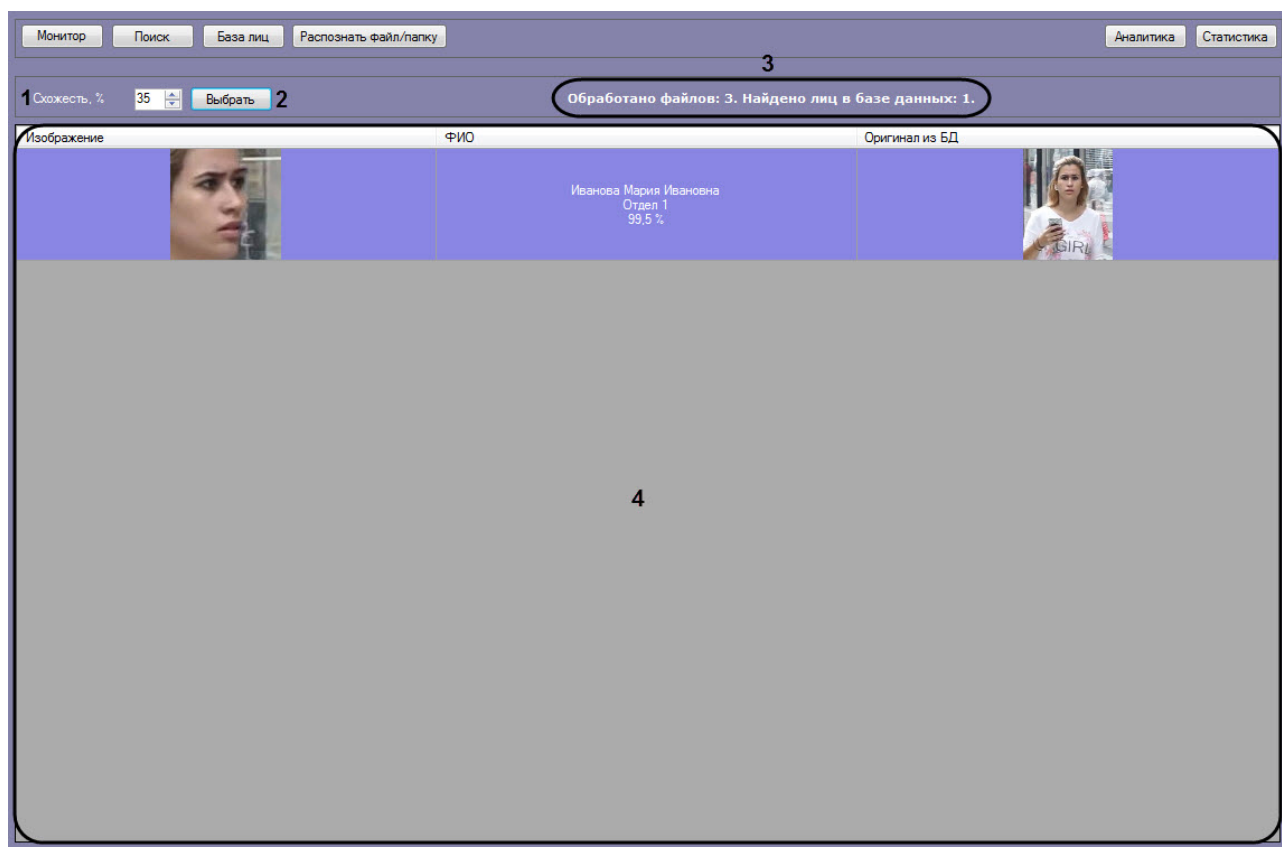 Монитор Поиск База лиц Распознать файл/папку Аналитика Статистика
3
1 Схожесть, % 35 Выбрать 2 Обработано файлов: 3. Найдено лиц в базе данных: 1.
Изображение ФИО Оригинал из БД
Иванова Мария Ивановна
Отдел 1
99,5 %
GIRL
4